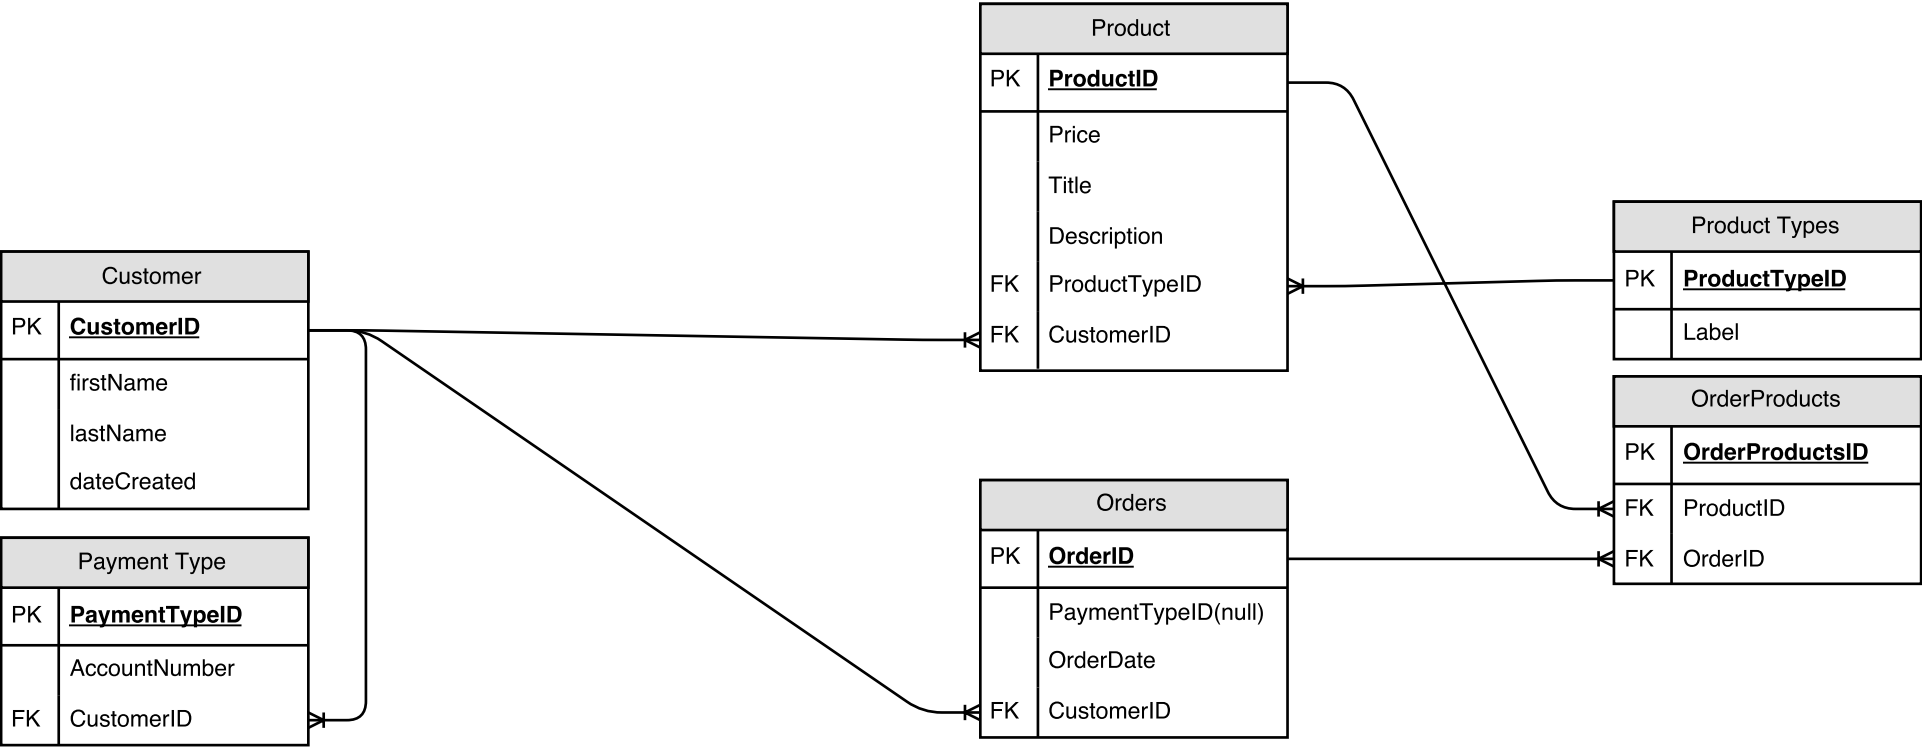 Product
PK ProductID
Price
Title
Description
FK ProductTypeID
FK CustomerID
Product Types
PK ProductTypeID
Label
Customer
PK CustomerID
firstName
lastName
dateCreated
OrderProducts
PK OrderProductsID
FK ProductID
FK OrderID
Orders
PK OrderID
PaymentTypeID(null)
OrderDate
FK CustomerID
Payment Type
PK PaymentTypeID
AccountNumber
FK CustomerID